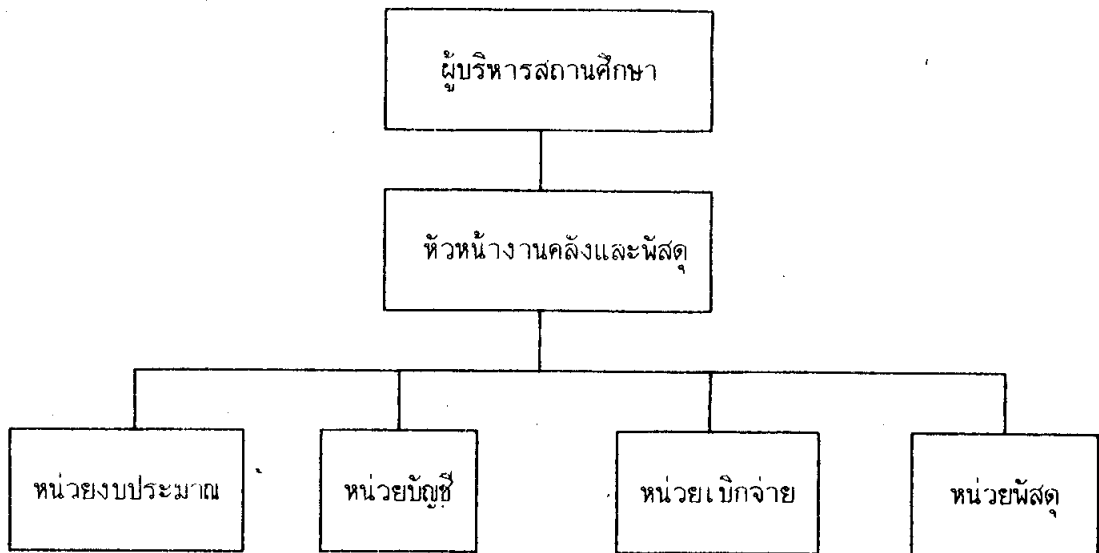 ผู้บริหารสถานศึกษา
หัวหน้างานคลังและพัสดุ
หน่วยงบประมาณ
หน่วยบัญชี
หน่วยเบิกจ่าย
หน่วยพัสดุ